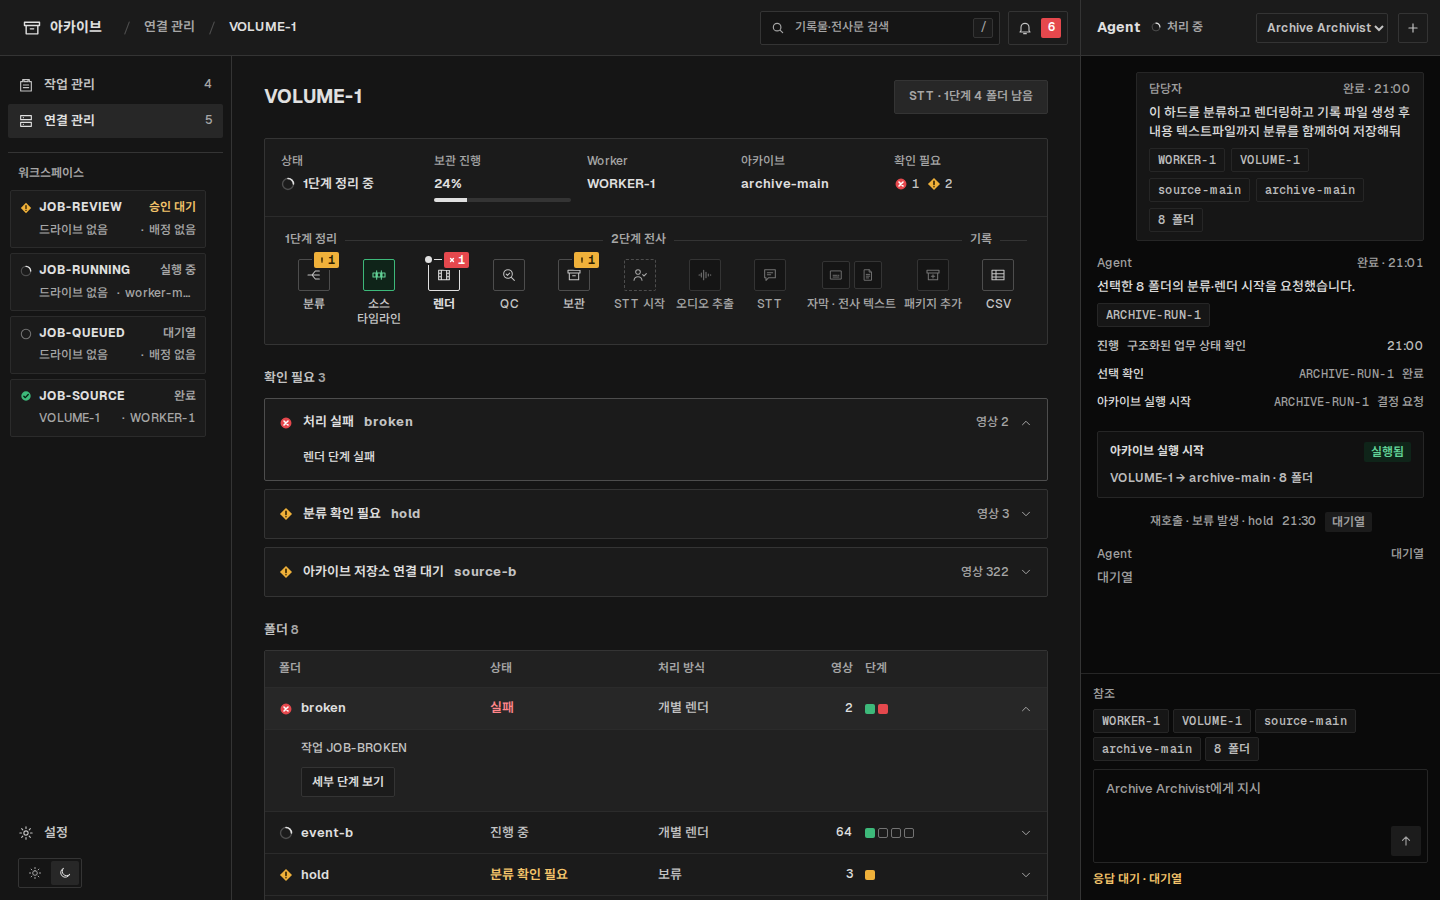 아카이브 / 연결 관리 / VOLUME-1
기록물·전사문 검색 /
6
Agent 처리 중
Archive Archivist
작업 관리 4
연결 관리 5
워크스페이스
JOB-REVIEW 승인 대기
드라이브 없음 · 배정 없음
JOB-RUNNING 실행 중
드라이브 없음 · worker-m...
JOB-QUEUED 대기열
드라이브 없음 · 배정 없음
JOB-SOURCE 완료
VOLUME-1 · WORKER-1
설정
VOLUME-1
STT · 1단계 4 폴더 남음
상태 보관 진행 Worker 아카이브 확인 필요
1단계 정리 중 24% WORKER-1 archive-main 1 2
1단계 정리 2단계 전사 기록
1 1 1
분류 소스 타임라인 렌더 QC 보관 STT 시작 오디오 추출 STT 자막 · 전사 텍스트 패키지 추가 CSV
확인 필요 3
처리 실패 broken 영상 2
렌더 단계 실패
분류 확인 필요 hold 영상 3
아카이브 저장소 연결 대기 source-b 영상 322
폴더 8
폴더 상태 처리 방식 영상 단계
broken 실패 개별 렌더 2
작업 JOB-BROKEN
세부 단계 보기
event-b 진행 중 개별 렌더 64
hold 분류 확인 필요 보류 3
담당자 완료 · 21:00
이 하드를 분류하고 렌더링하고 기록 파일 생성 후
내용 텍스트파일까지 분류를 함께하여 저장해둬
WORKER-1 VOLUME-1
source-main archive-main
8 폴더
Agent 완료 · 21:01
선택한 8 폴더의 분류·렌더 시작을 요청했습니다.
ARCHIVE-RUN-1
진행 구조화된 업무 상태 확인 21:00
선택 확인 ARCHIVE-RUN-1 완료
아카이브 실행 시작 ARCHIVE-RUN-1 결정 요청
아카이브 실행 시작 실행됨
VOLUME-1 → archive-main · 8 폴더
재호출 · 보류 발생 · hold 21:30 대기열
Agent 대기열
대기열
참조
WORKER-1 VOLUME-1 source-main
archive-main 8 폴더
Archive Archivist에게 지시
응답 대기 · 대기열